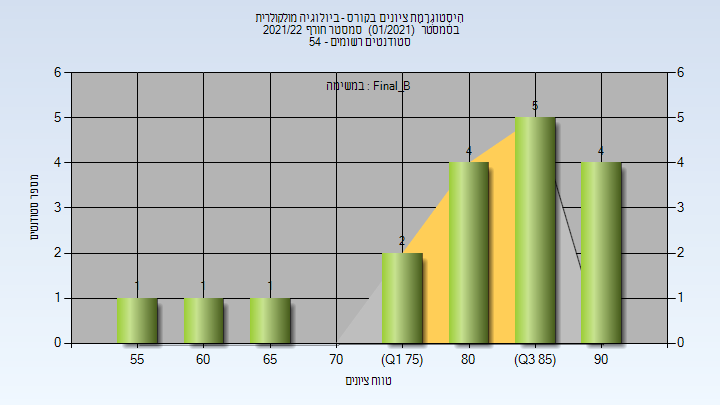 היסטוגרמת ציונים בקורס - ביולוגיה מולקולרית
בסמסטר (01/2021) סמסטר חורף 2021/22
סטודנטים רשומים - 54
במשימה : Final_B
מספר סטודנטים
6 6
5 5
4 4
3 3
2 2
1 1
0 0
1 1 1 2 4 5 4
55 60 65 70 (Q1 75) 80 (Q3 85) 90
טווח ציונים